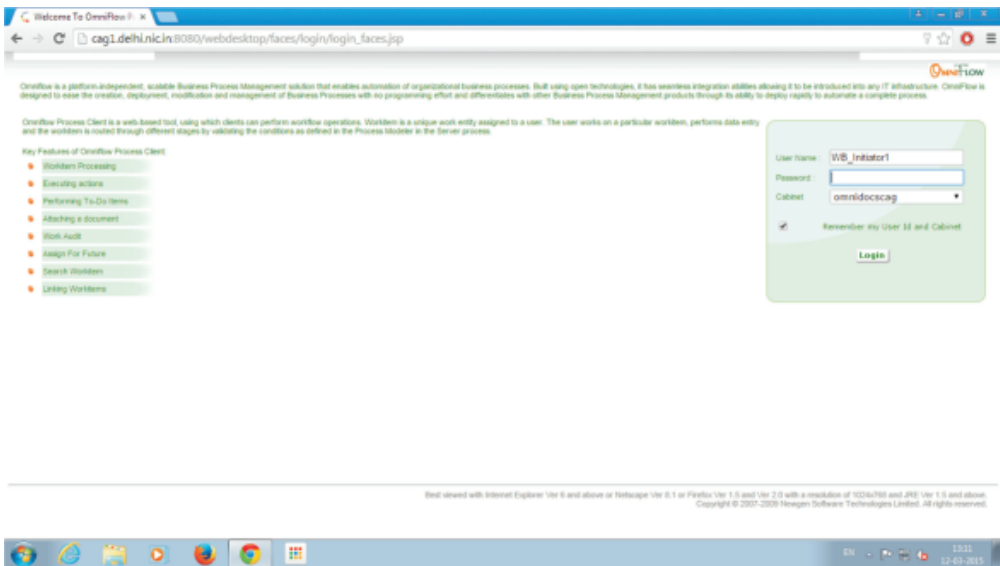 Welcome To OmniFlow P
cag1.delhi.nic.in:8080/webdesktop/faces/login/login_faces.jsp
OMNIFLOW
Omniflow is a platform-independent, scalable Business Process Management solution that enables automation of organizational business processes. Built using open technologies, it has seamless integration abilities allowing it to be introduced into any IT infrastructure. OmniFlow is
designed to ease the creation, deployment, modification and management of Business Processes with no programming effort and differentiates with other Business Process Management products through its ability to deploy rapidly to automate a complete process.
Omniflow Process Client is a web-based tool, using which clients can perform workflow operations. Workitem is a unique work entity assigned to a user. The user works on a particular workitem, performs data entry
and the workitem is routed through different stages by validating the conditions as defined in the Process Modeler in the Server process.
Key Features of Omniflow Process Client:
Workitem Processing
Executing actions
Performing To-Do Items
Attaching a document
Work Audit
Assign For Future
Search Workitem
Linking Workitems
User Name : WB_Initiator1
Password :
Cabinet omnidocscag
Remember my User Id and Cabinet
Login
Best viewed with Internet Explorer Ver 6 and above or Netscape Ver 8.1 or Firefox Ver 1.5 and Ver 2.0 with a resolution of 1024x768 and JRE Ver 1.5 and above.
Copyright © 2007-2009 Newgen Software Technologies Limited. All rights reserved.
EN
13:11
12-03-2015